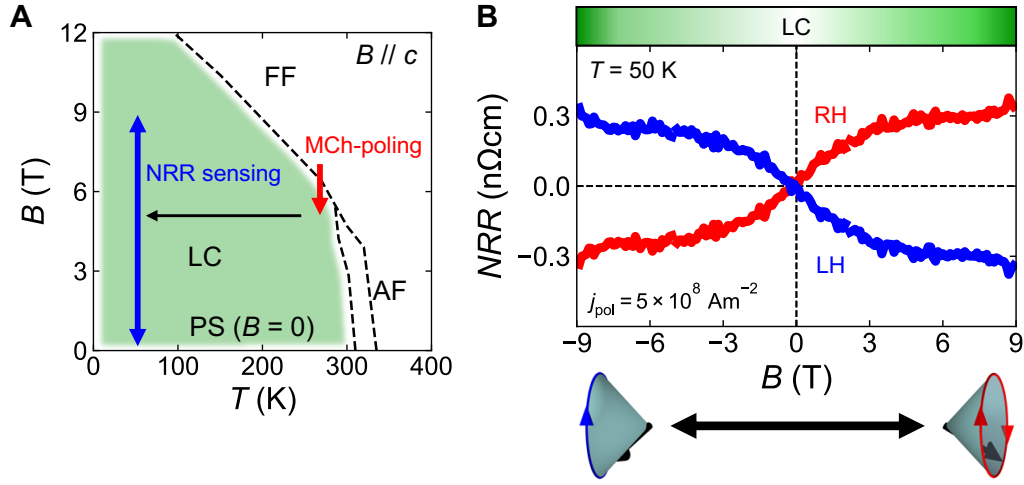 A
B // c
FF
MCh-poling
NRR sensing
LC
AF
PS (B = 0)
12
9
6
3
0
B (T)
0 100 200 300 400
T (K)
B
LC
T = 50 K
RH
LH
jpol = 5 × 10⁸ Am⁻²
0.3
0.0
−0.3
NRR (nΩcm)
−9 −6 −3 0 3 6 9
B (T)